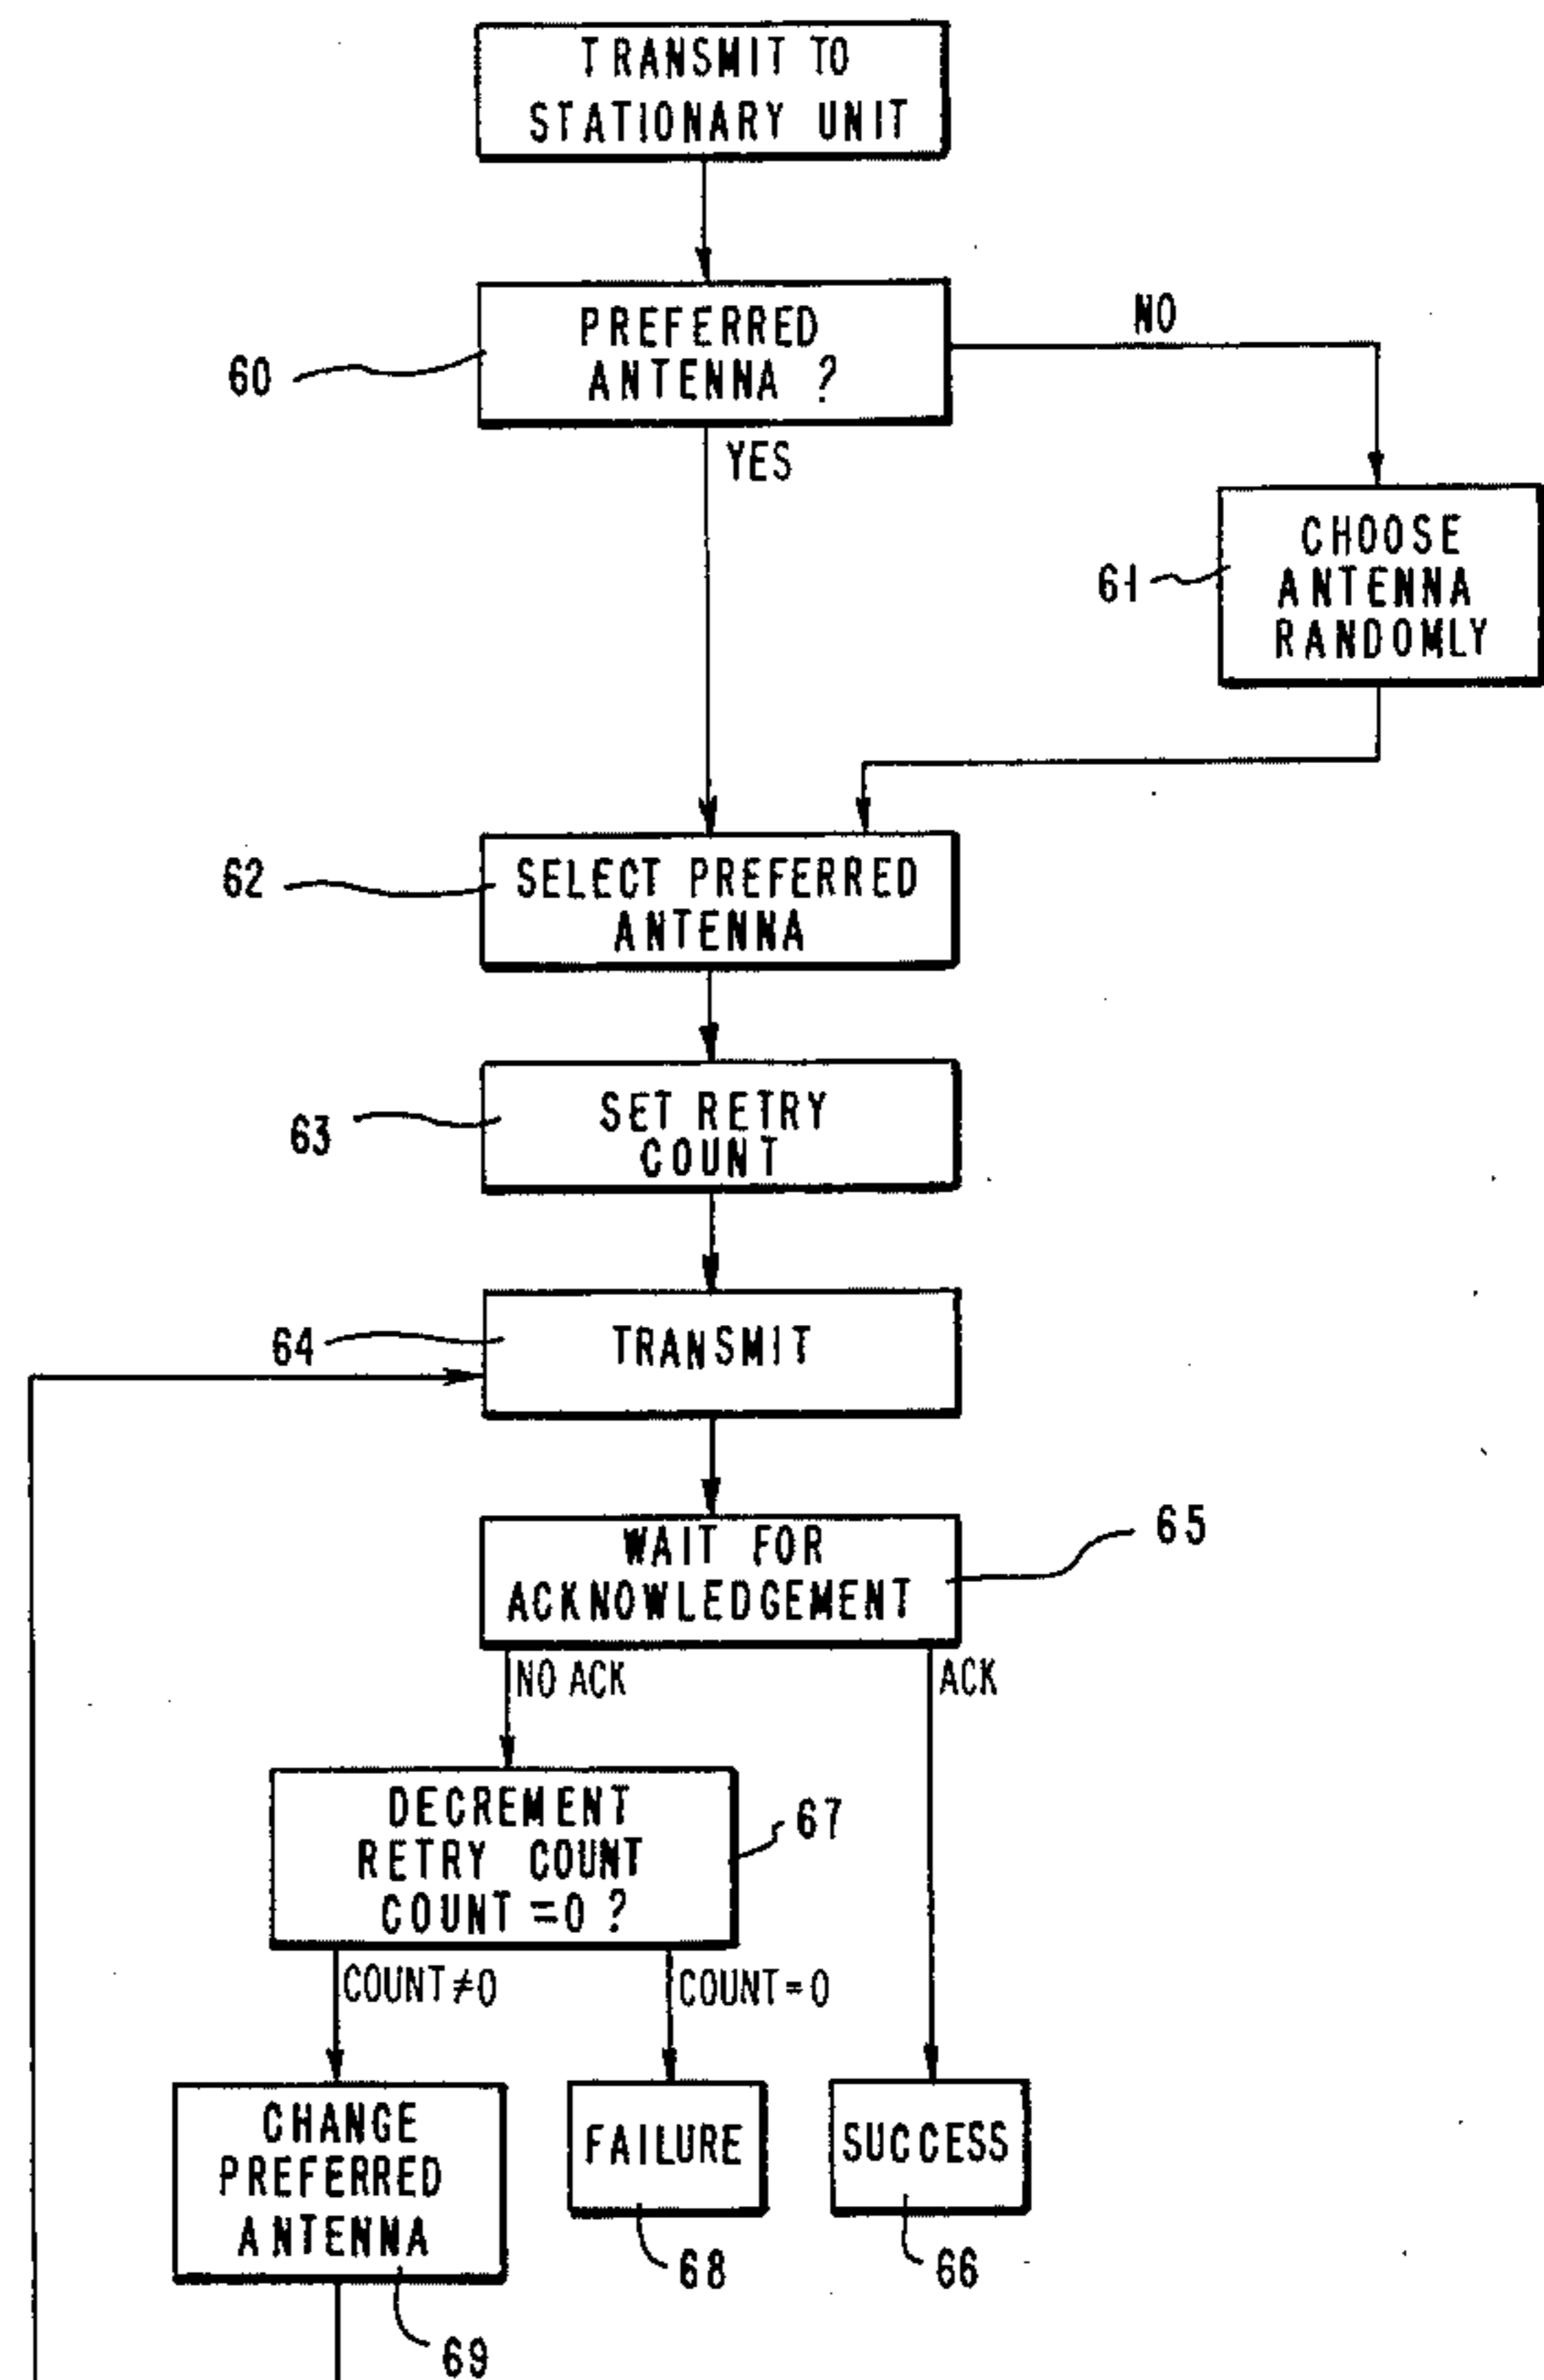 TRANSMIT TO
STATIONARY UNIT
PREFERRED
ANTENNA ?
60
NO
YES
CHOOSE
ANTENNA
RANDOMLY
61
62
SELECT PREFERRED
ANTENNA
63
SET RETRY
COUNT
64
TRANSMIT
WAIT FOR
ACKNOWLEDGEMENT
65
NO ACK
ACK
DECREMENT
RETRY COUNT
COUNT=0 ?
67
COUNT≠0
COUNT=0
CHANGE
PREFERRED
ANTENNA
FAILURE
SUCCESS
68
66
69